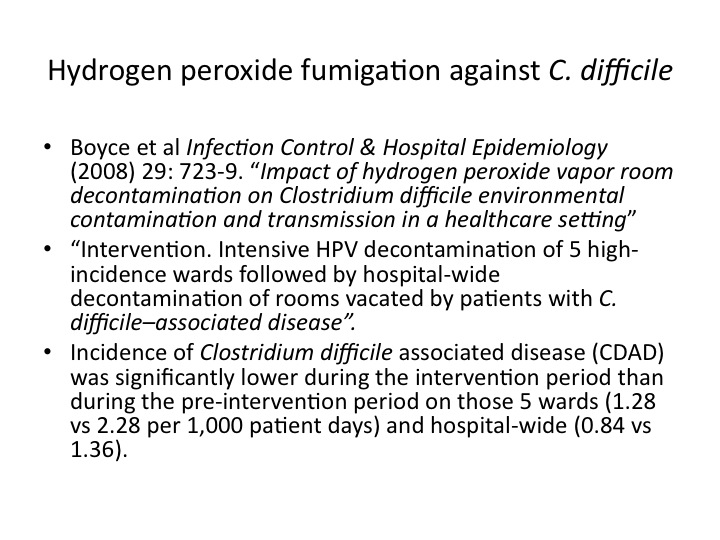 Hydrogen peroxide fumigation against C. difficile
• Boyce et al Infection Control & Hospital Epidemiology
(2008) 29: 723-9. “Impact of hydrogen peroxide vapor room
decontamination on Clostridium difficile environmental
contamination and transmission in a healthcare setting”
• “Intervention. Intensive HPV decontamination of 5 high-
incidence wards followed by hospital-wide
decontamination of rooms vacated by patients with C.
difficile–associated disease”.
• Incidence of Clostridium difficile associated disease (CDAD)
was significantly lower during the intervention period than
during the pre-intervention period on those 5 wards (1.28
vs 2.28 per 1,000 patient days) and hospital-wide (0.84 vs
1.36).